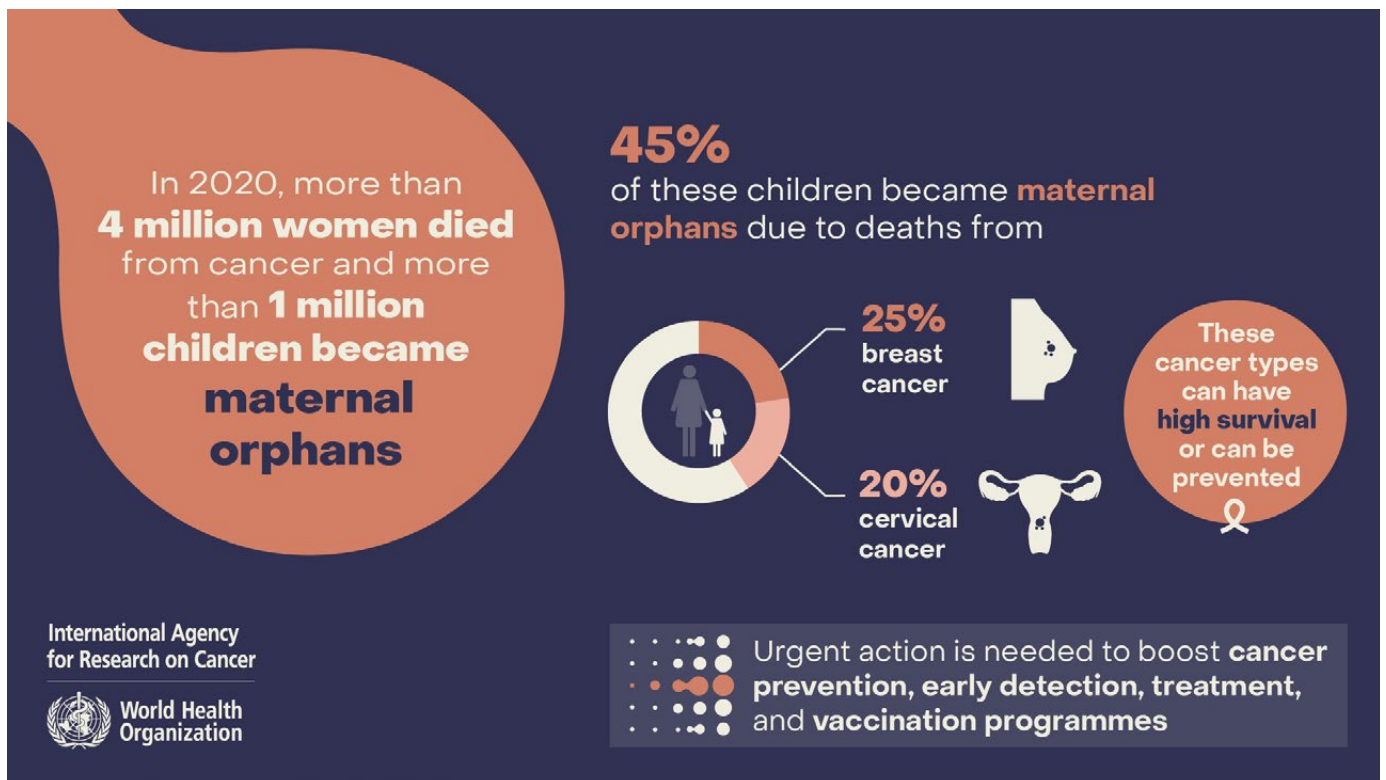 In 2020, more than
4 million women died
from cancer and more
than 1 million
children became
maternal
orphans
45%
of these children became maternal
orphans due to deaths from
25%
breast
cancer
20%
cervical
cancer
These
cancer types
can have
high survival
or can be
prevented
International Agency
for Research on Cancer
World Health
Organization
Urgent action is needed to boost cancer
prevention, early detection, treatment,
and vaccination programmes